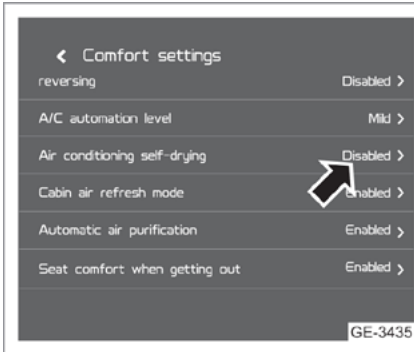 Comfort settings
reversing Disabled >
A/C automation level Mild >
Air conditioning self-drying Disabled >
Cabin air refresh mode Enabled >
Automatic air purification Enabled >
Seat comfort when getting out Enabled >
GE-3435